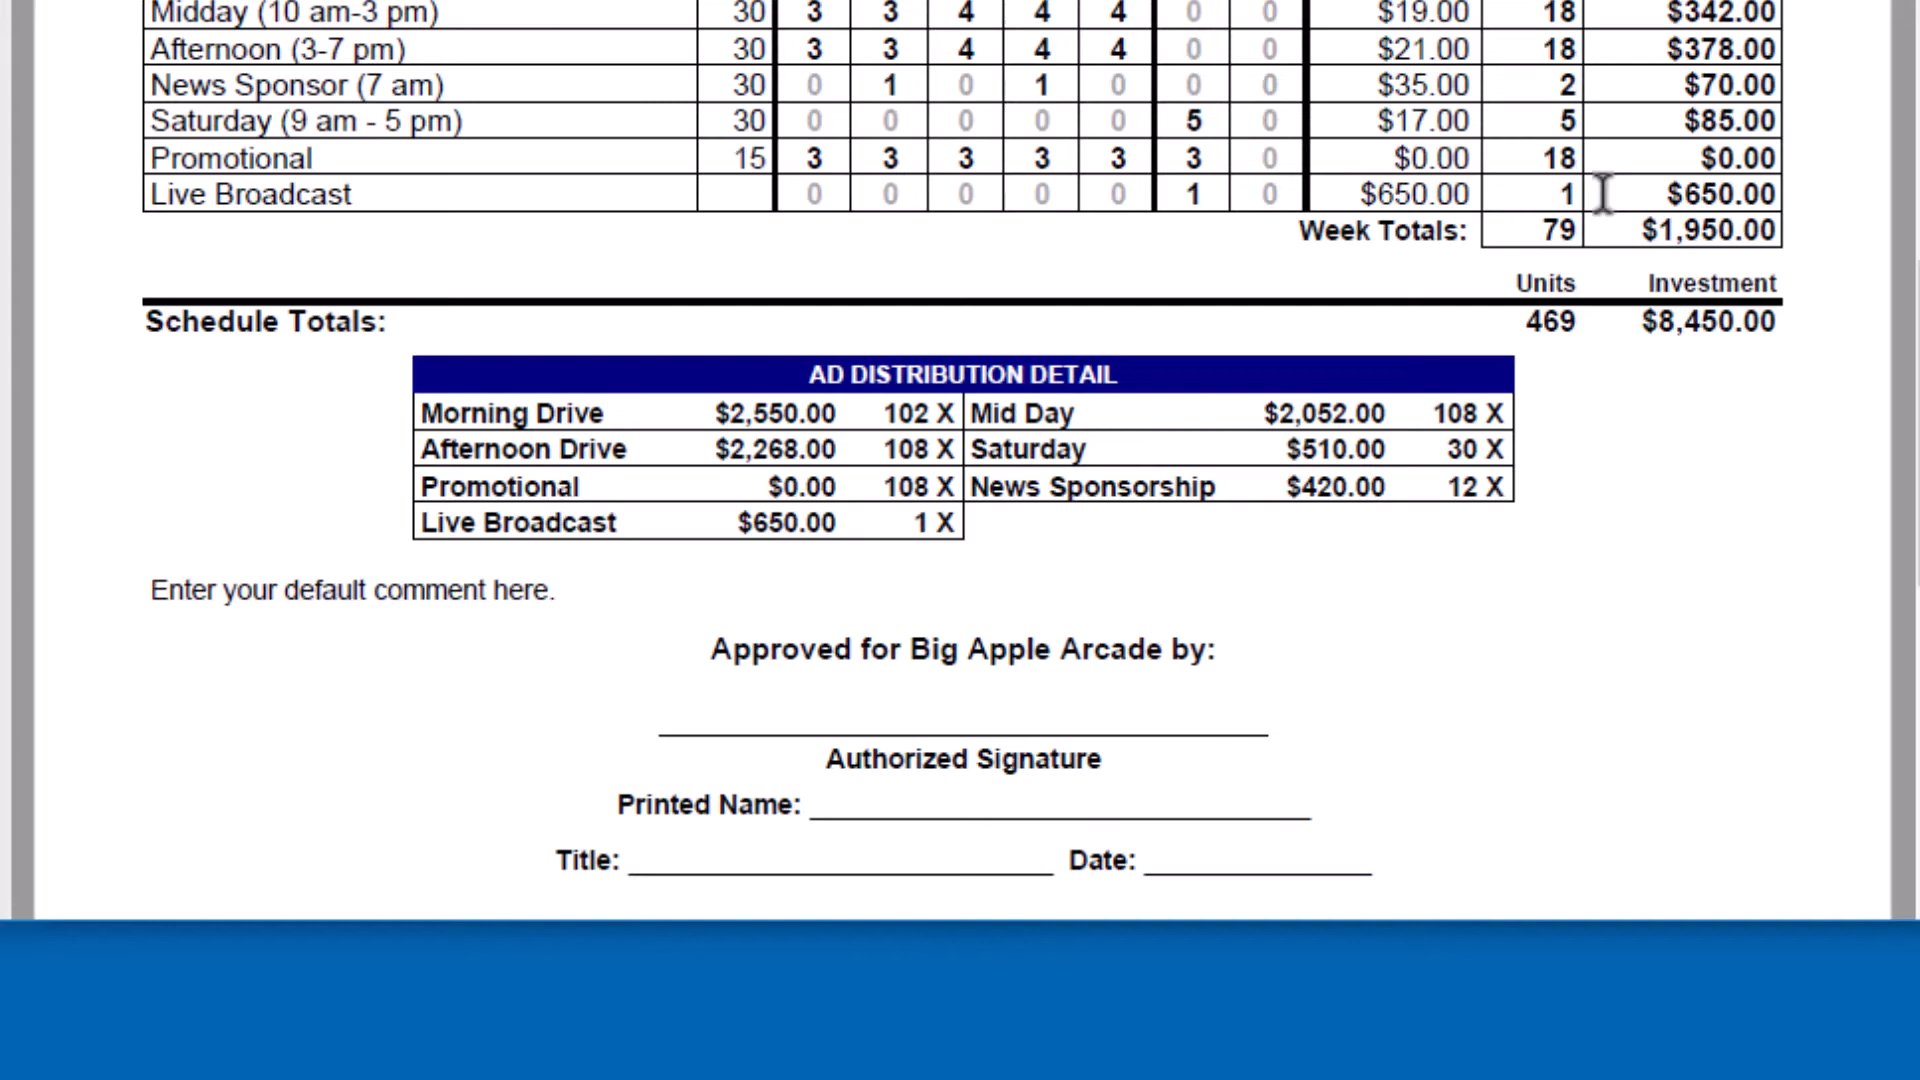 Midday (10 am-3 pm) 30 3 3 4 4 4 0 0 $19.00 18 $342.00
Afternoon (3-7 pm) 30 3 3 4 4 4 0 0 $21.00 18 $378.00
News Sponsor (7 am) 30 0 1 0 1 0 0 0 $35.00 2 $70.00
Saturday (9 am - 5 pm) 30 0 0 0 0 0 5 0 $17.00 5 $85.00
Promotional 15 3 3 3 3 3 3 0 $0.00 18 $0.00
Live Broadcast 0 0 0 0 0 1 0 $650.00 1 $650.00
Week Totals: 79 $1,950.00
Units Investment
Schedule Totals: 469 $8,450.00
AD DISTRIBUTION DETAIL
Morning Drive $2,550.00 102 X Mid Day $2,052.00 108 X
Afternoon Drive $2,268.00 108 X Saturday $510.00 30 X
Promotional $0.00 108 X News Sponsorship $420.00 12 X
Live Broadcast $650.00 1 X
Enter your default comment here.
Approved for Big Apple Arcade by:
Authorized Signature
Printed Name:
Title: Date: